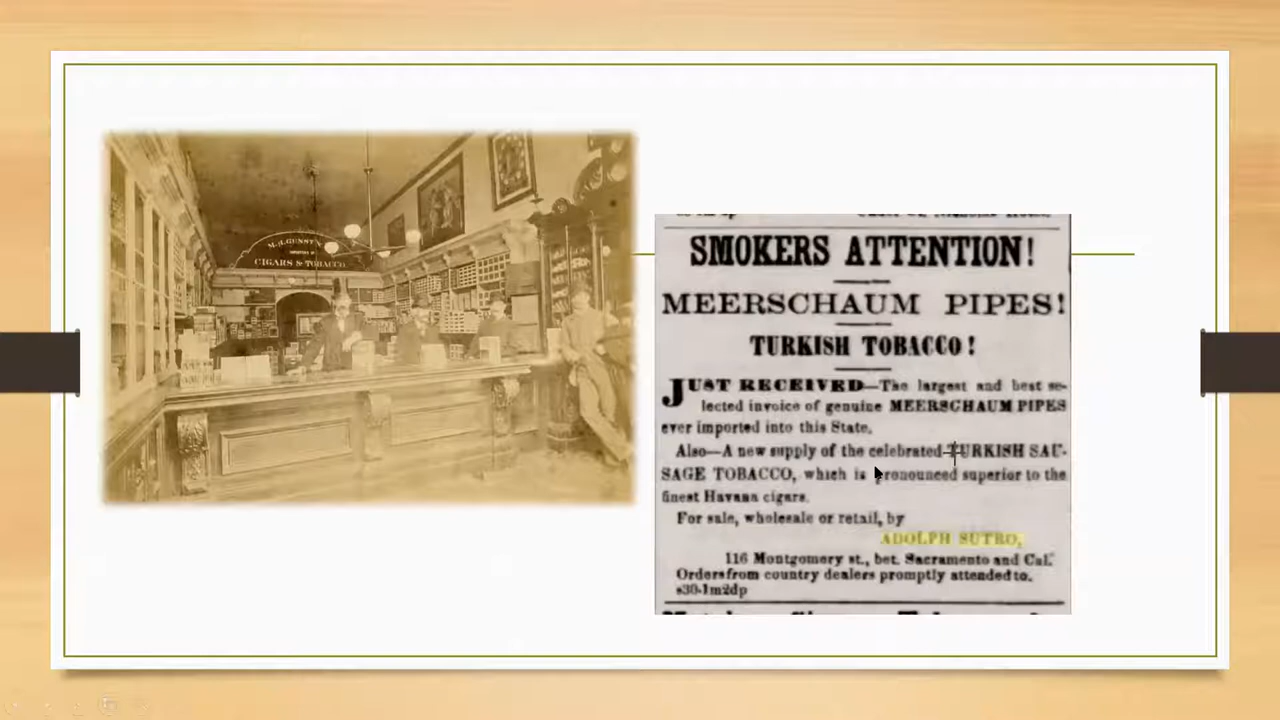 M.A. GUNST
CIGARS & TOBACCO
SMOKERS ATTENTION!
MEERSCHAUM PIPES!
TURKISH TOBACCO!
JUST RECEIVED—The largest and best se-
lected invoice of genuine MEERSCHAUM PIPES
ever imported into this State.
Also—A new supply of the celebrated TURKISH SAU-
SAGE TOBACCO, which is pronounced superior to the
finest Havana cigars.
For sale, wholesale or retail, by
ADOLPH SUTRO,
116 Montgomery st., bet. Sacramento and Cal.
Orders from country dealers promptly attended to.
s30-1m2dp